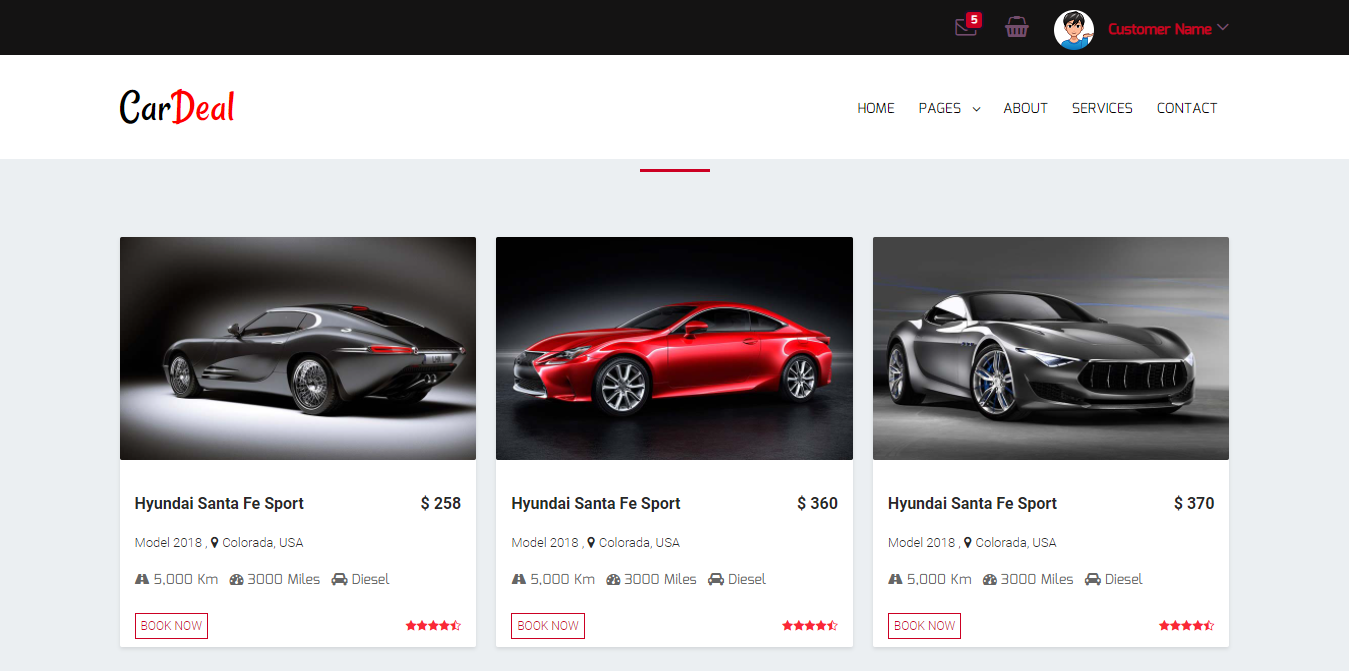 5
Customer Name
CarDeal
HOME PAGES ABOUT SERVICES CONTACT
Hyundai Santa Fe Sport $ 258
Model 2018 , Colorada, USA
5,000 Km 3000 Miles Diesel
BOOK NOW
Hyundai Santa Fe Sport $ 360
Model 2018 , Colorada, USA
5,000 Km 3000 Miles Diesel
BOOK NOW
Hyundai Santa Fe Sport $ 370
Model 2018 , Colorada, USA
5,000 Km 3000 Miles Diesel
BOOK NOW